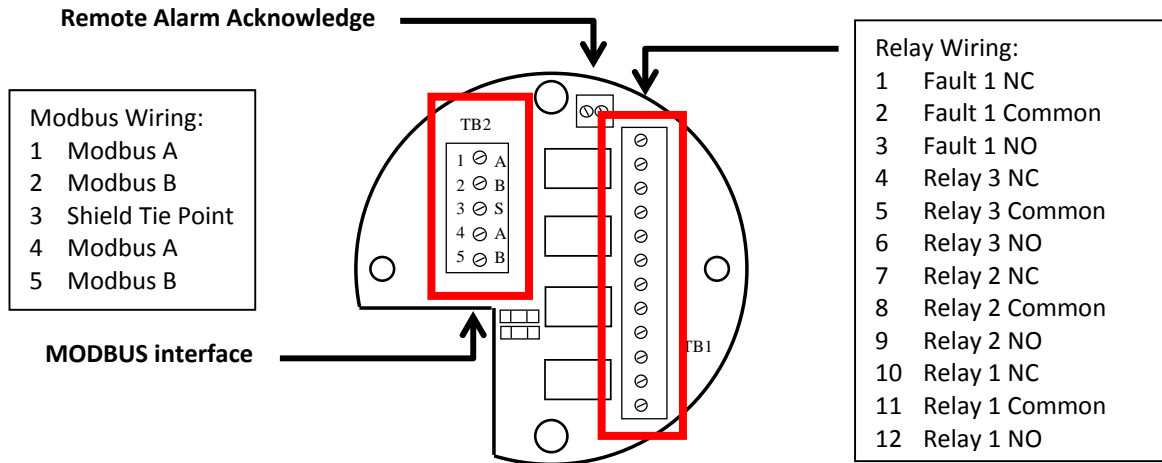 Remote Alarm Acknowledge
Modbus Wiring:
1 Modbus A
2 Modbus B
3 Shield Tie Point
4 Modbus A
5 Modbus B
MODBUS interface
TB2
1 A
2 B
3 S
4 A
5 B
TB1
Relay Wiring:
1 Fault 1 NC
2 Fault 1 Common
3 Fault 1 NO
4 Relay 3 NC
5 Relay 3 Common
6 Relay 3 NO
7 Relay 2 NC
8 Relay 2 Common
9 Relay 2 NO
10 Relay 1 NC
11 Relay 1 Common
12 Relay 1 NO